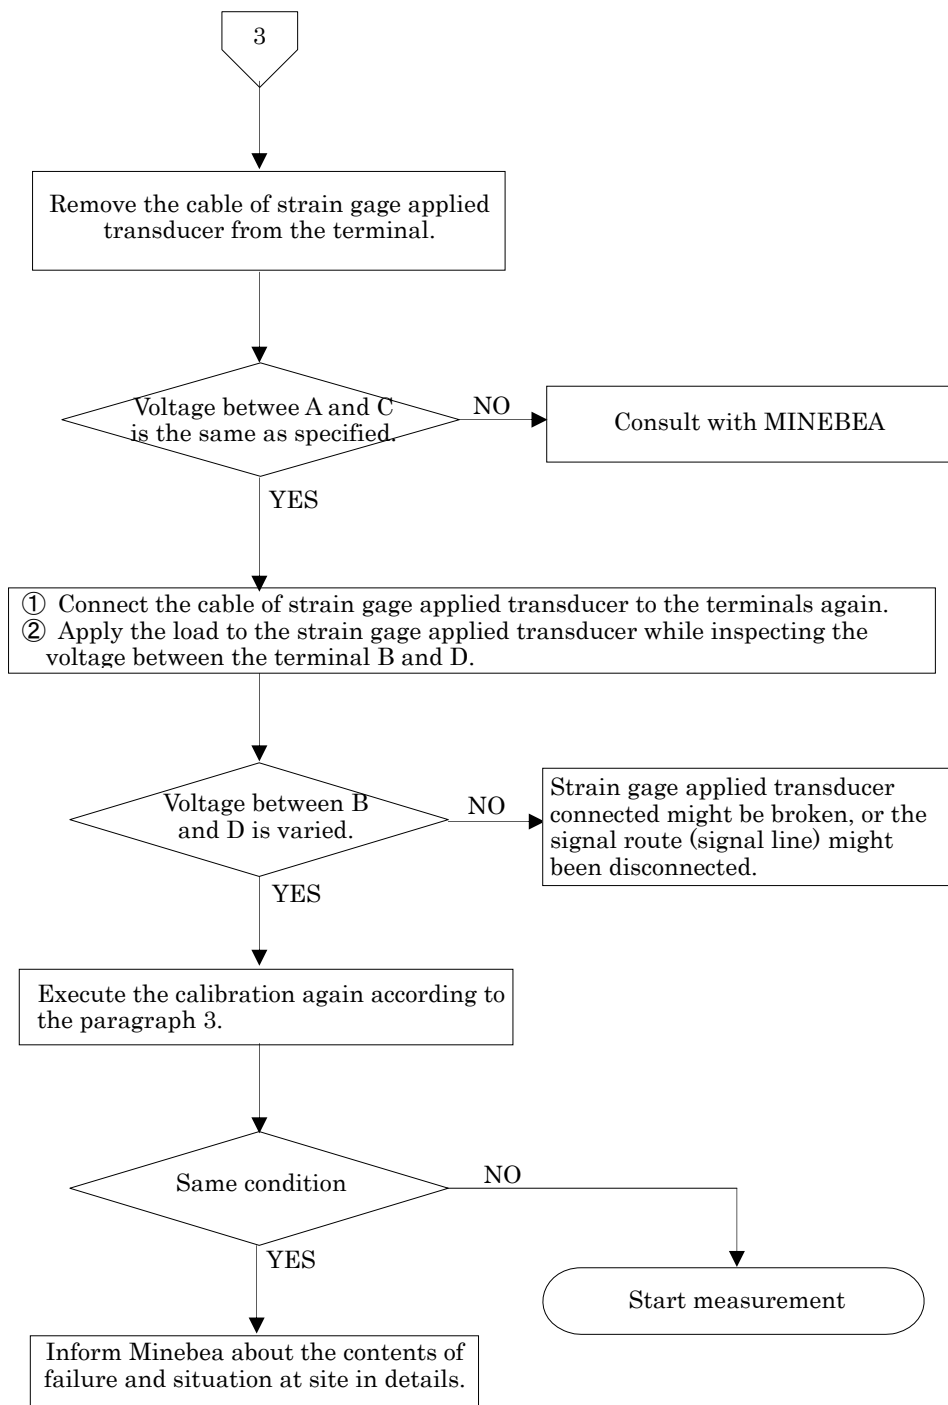 3
Remove the cable of strain gage applied
transducer from the terminal.
Voltage betwee A and C
is the same as specified.
NO
Consult with MINEBEA
YES
① Connect the cable of strain gage applied transducer to the terminals again.
② Apply the load to the strain gage applied transducer while inspecting the
voltage between the terminal B and D.
Voltage between B
and D is varied.
NO
Strain gage applied transducer
connected might be broken, or the
signal route (signal line) might
been disconnected.
YES
Execute the calibration again according to
the paragraph 3.
Same condition
NO
YES
Start measurement
Inform Minebea about the contents of
failure and situation at site in details.